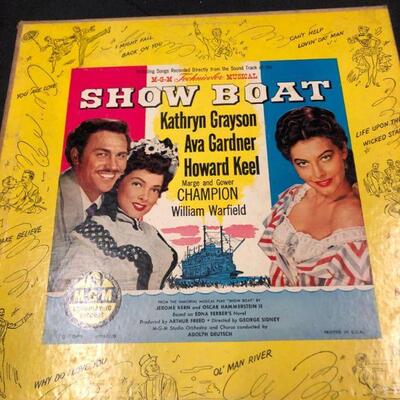 I MIGHT FALL
BACK ON YOU
CAN'T HELP
LOVIN' DAT MAN
YOU ARE LOVE
Including Songs Recorded Directly from the Sound Track of the
M-G-M Technicolor MUSICAL
SHOW BOAT
Kathryn Grayson
Ava Gardner
Howard Keel
Marge and Gower
CHAMPION
William Warfield
LIFE UPON THE
WICKED STAGE
MAKE BELIEVE
M-G-M
RECORDS
FROM THE IMMORTAL MUSICAL PLAY "SHOW BOAT" BY
JEROME KERN and OSCAR HAMMERSTEIN II
Based on EDNA FERBER'S Novel
Produced by ARTHUR FREED • Directed by GEORGE SIDNEY
M-G-M Studio Orchestra and Chorus conducted by
ADOLPH DEUTSCH
PRINTED IN U.S.A.
WHY DO I LOVE YOU
OL' MAN RIVER